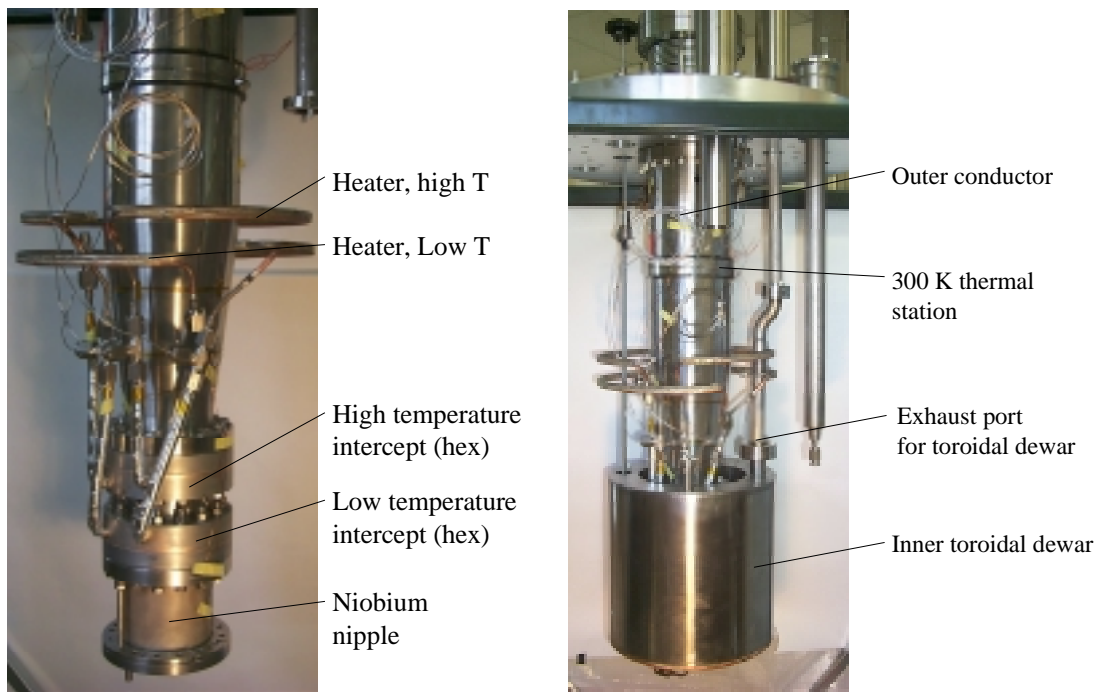 Heater, high T
Heater, Low T
High temperature
intercept (hex)
Low temperature
intercept (hex)
Niobium
nipple
Outer conductor
300 K thermal
station
Exhaust port
for toroidal dewar
Inner toroidal dewar